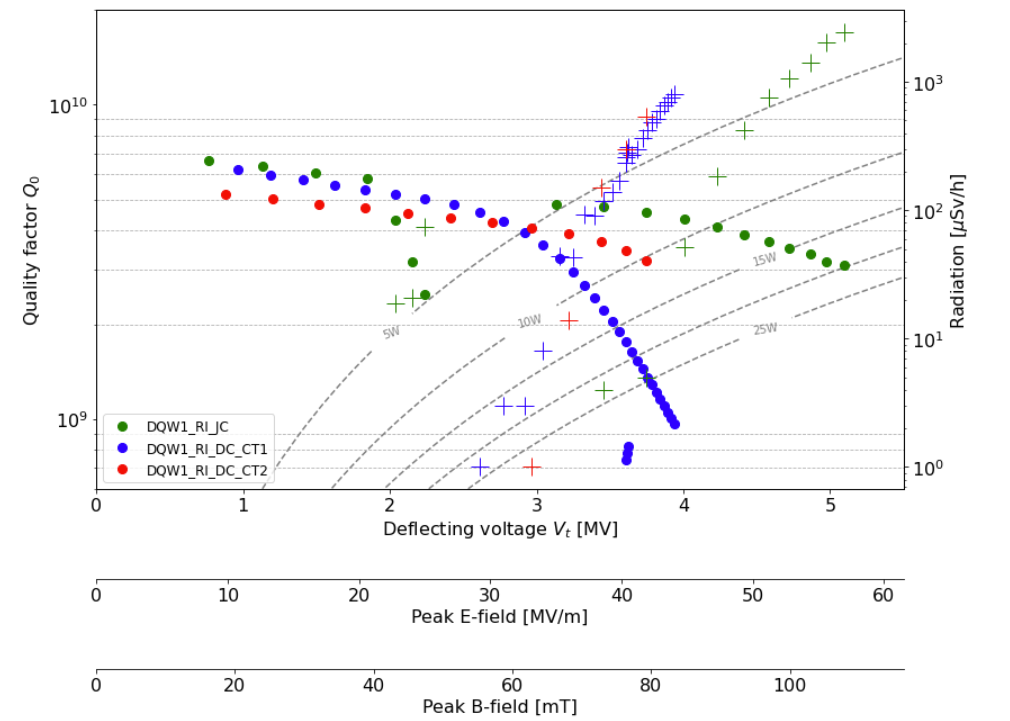 10¹⁰
10⁹
Quality factor Q₀
10³
10²
10¹
10⁰
Radiation [µSv/h]
5W
10W
15W
25W
DQW1_RI_JC
DQW1_RI_DC_CT1
DQW1_RI_DC_CT2
0 1 2 3 4 5
Deflecting voltage Vₜ [MV]
0 10 20 30 40 50 60
Peak E-field [MV/m]
0 20 40 60 80 100
Peak B-field [mT]